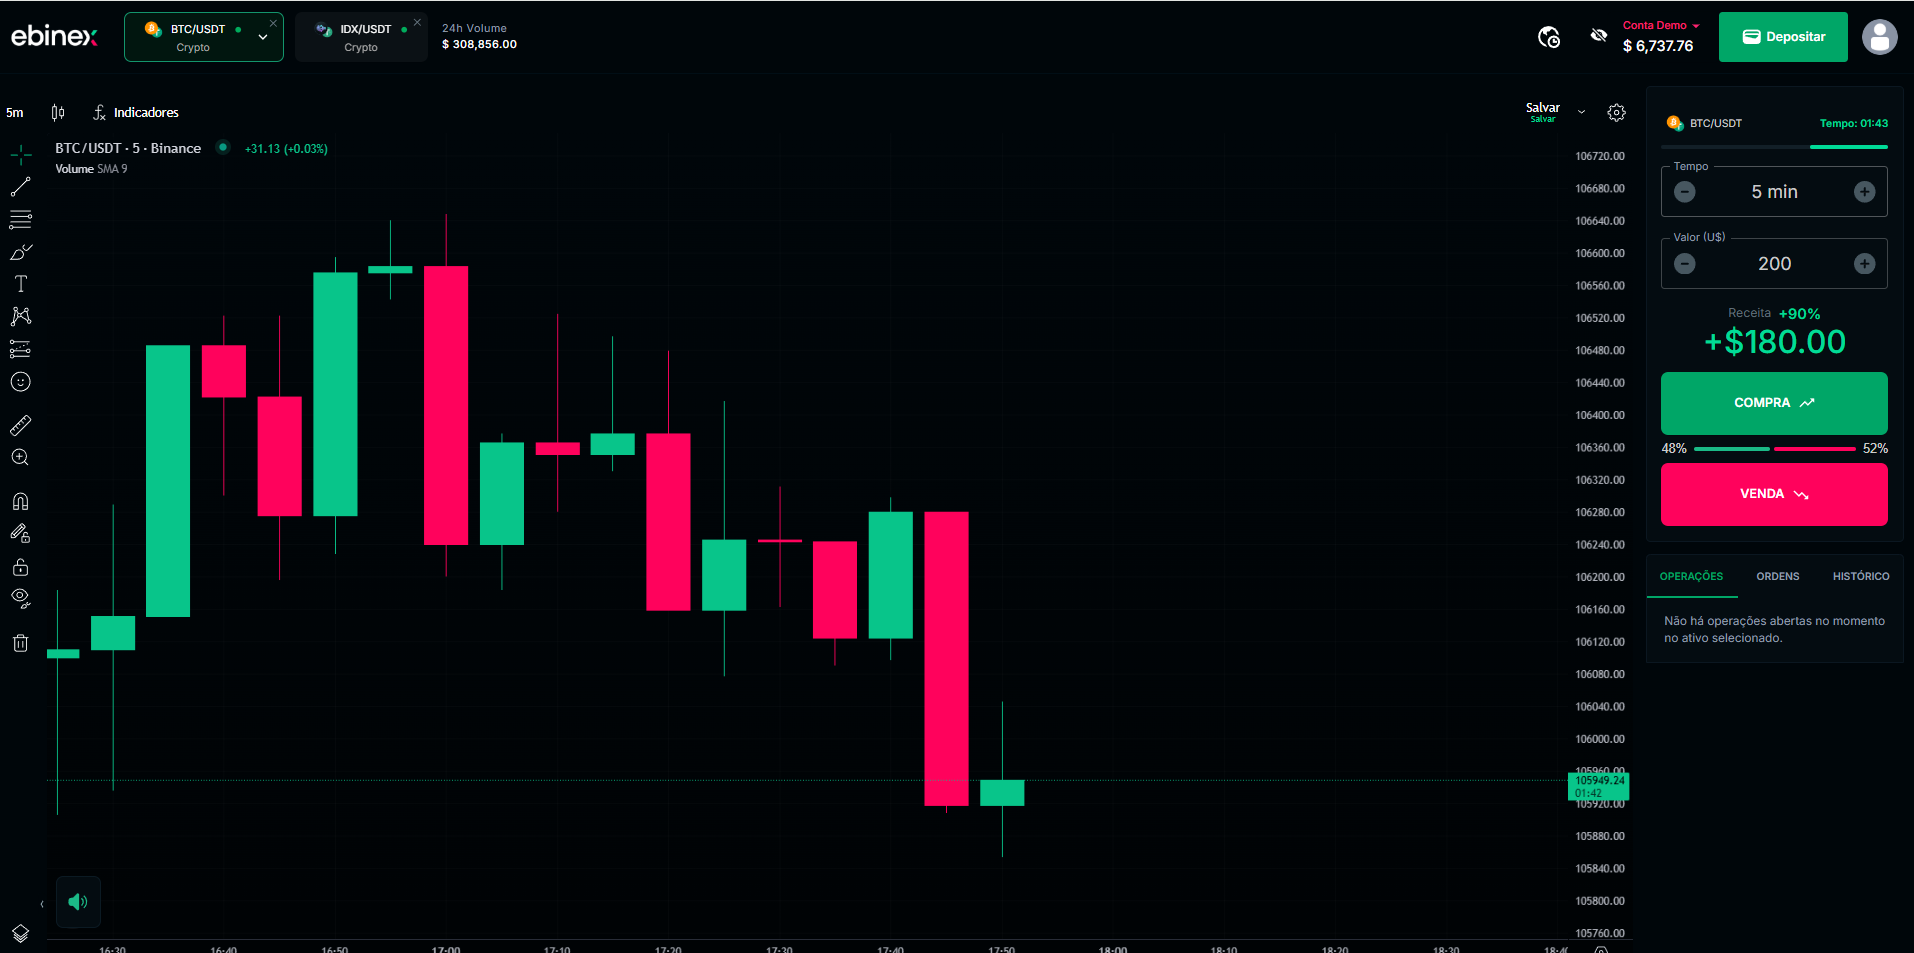 ebinex
BTC/USDT
Crypto
IDX/USDT
Crypto
24h Volume
$ 308,856.00
Conta Demo
$ 6,737.76
Depositar
5m
Indicadores
Salvar
Salvar
BTC/USDT · 5 · Binance
+31.13 (+0.03%)
Volume SMA 9
106720.00
106680.00
106640.00
106600.00
106560.00
106520.00
106480.00
106440.00
106400.00
106360.00
106320.00
106280.00
106240.00
106200.00
106160.00
106120.00
106080.00
106040.00
106000.00
105960.00
105949.24
01:42
105920.00
105880.00
105840.00
105800.00
105760.00
16:30
16:40
16:50
17:00
17:10
17:20
17:30
17:40
17:50
18:00
18:10
18:20
18:30
BTC/USDT
Tempo: 01:43
Tempo
5 min
Valor (U$)
200
Receita +90%
+$180.00
COMPRA
48%
52%
VENDA
OPERAÇÕES
ORDENS
HISTÓRICO
Não há operações abertas no momento
no ativo selecionado.